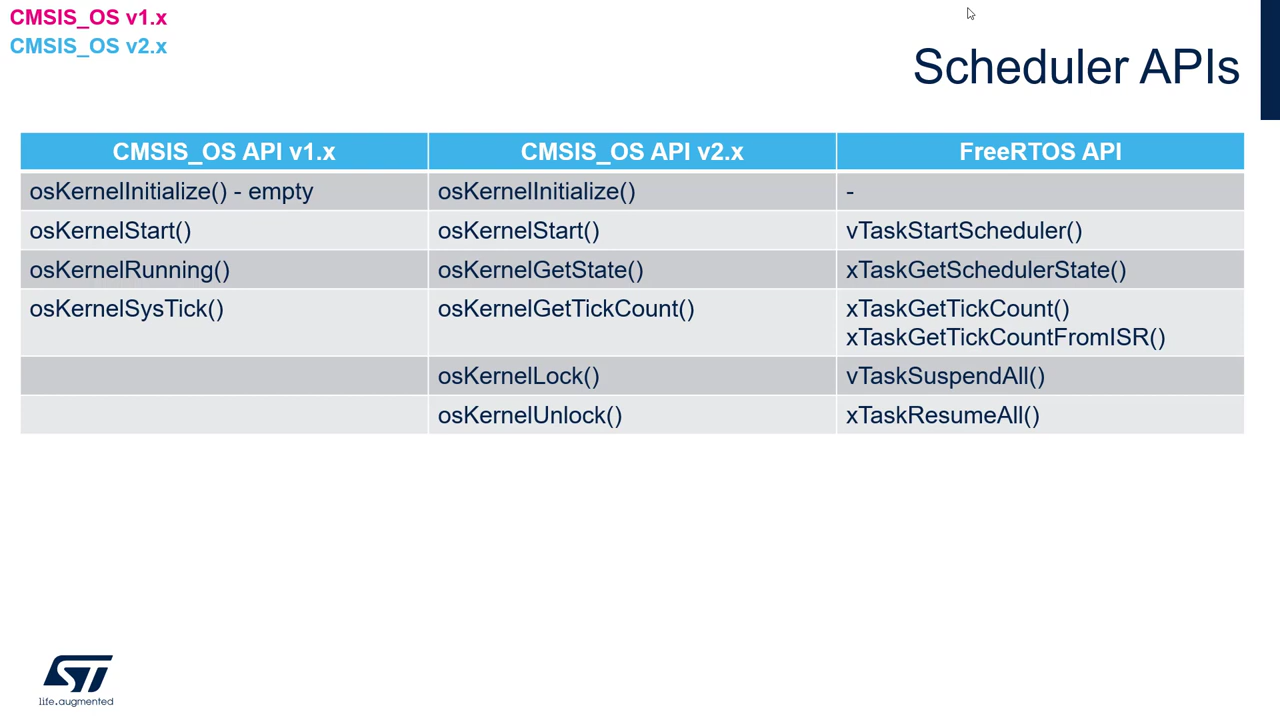 CMSIS_OS v1.x
CMSIS_OS v2.x
Scheduler APIs
CMSIS_OS API v1.x CMSIS_OS API v2.x FreeRTOS API
osKernelInitialize() - empty osKernelInitialize() -
osKernelStart() osKernelStart() vTaskStartScheduler()
osKernelRunning() osKernelGetState() xTaskGetSchedulerState()
osKernelSysTick() osKernelGetTickCount() xTaskGetTickCount()
xTaskGetTickCountFromISR()
osKernelLock() vTaskSuspendAll()
osKernelUnlock() xTaskResumeAll()
ST
life.augmented